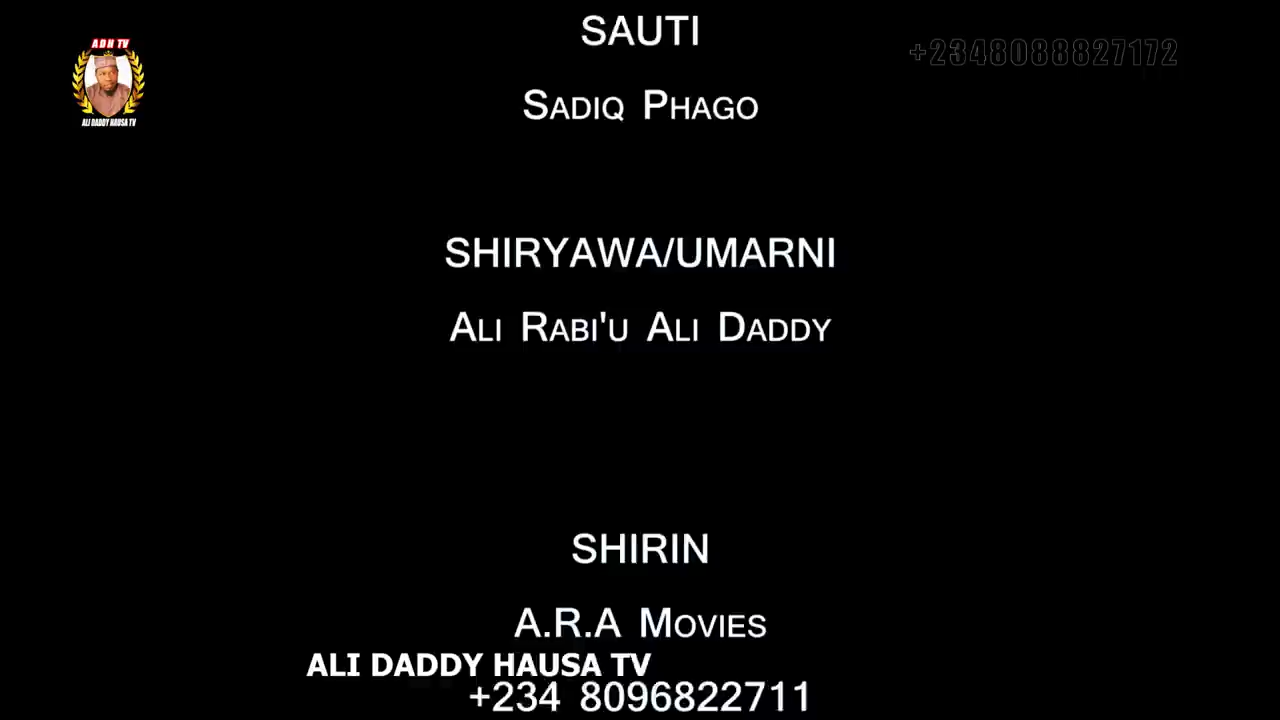 SAUTI
ADH TV
ALI DADDY HAUSA TV
+2348088827172
SADIQ PHAGO
SHIRYAWA/UMARNI
ALI RABI'U ALI DADDY
SHIRIN
A.R.A MOVIES
ALI DADDY HAUSA TV
+234 8096822711